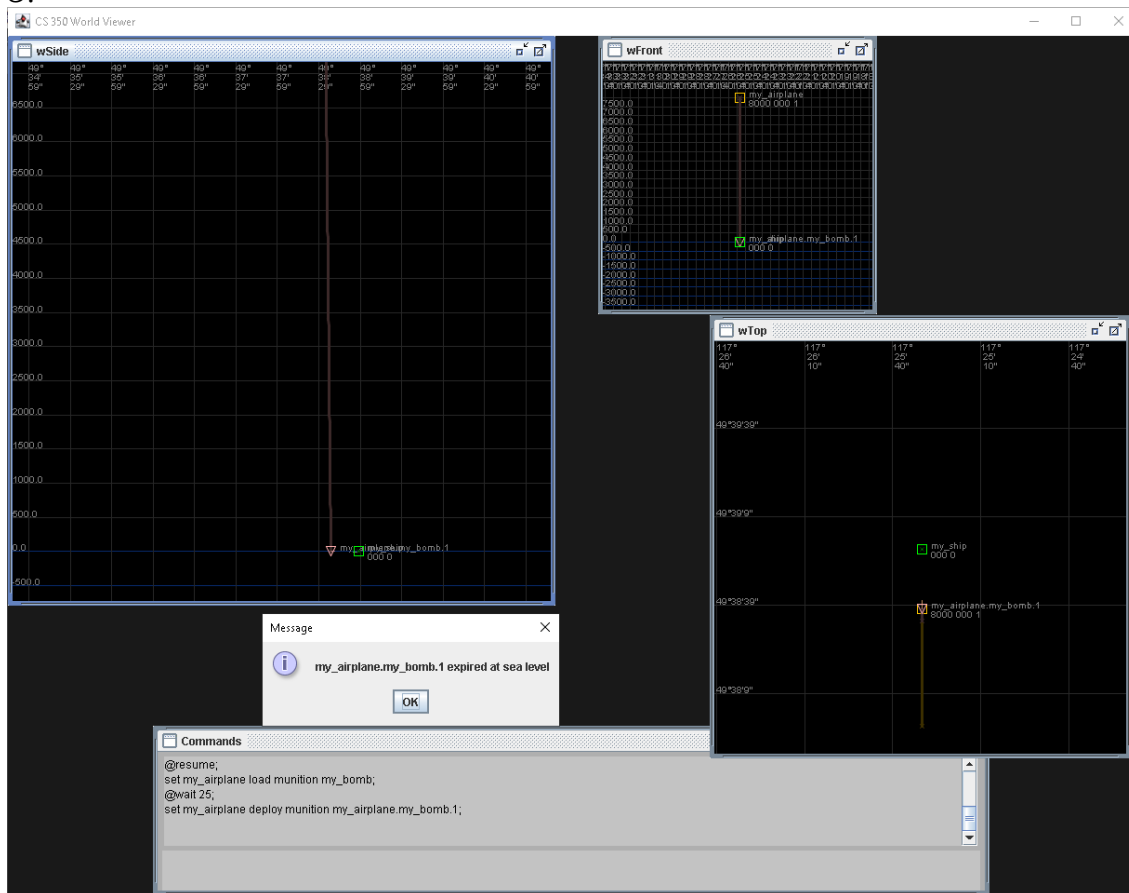 CS 350 World Viewer
wSide
49° 49° 49° 49° 49° 49° 49° 49° 49° 49° 49° 49° 49°
34' 35' 35' 36' 36' 37' 37' 38' 38' 39' 39' 40' 40'
59" 29" 59" 29" 59" 29" 59" 29" 59" 29" 59" 29" 59"
6500.0
6000.0
5500.0
5000.0
4500.0
4000.0
3500.0
3000.0
2500.0
2000.0
1500.0
1000.0
500.0
0.0
000 0
-500.0
wFront
my_airplane
8000 000 1
7500.0
7000.0
6500.0
6000.0
5500.0
5000.0
4500.0
4000.0
3500.0
3000.0
2500.0
2000.0
1500.0
1000.0
500.0
0.0
000 0
-500.0
-1000.0
-1500.0
-2000.0
-2500.0
-3000.0
-3500.0
wTop
117° 117° 117° 117° 117°
26' 26' 25' 25' 24'
40" 10" 40" 10" 40"
49°39'39"
49°39'9"
my_ship
000 0
49°38'39"
my_airplane.my_bomb.1
8000 000 1
49°38'9"
Message
my_airplane.my_bomb.1 expired at sea level
OK
Commands
@resume;
set my_airplane load munition my_bomb;
@wait 25;
set my_airplane deploy munition my_airplane.my_bomb.1;